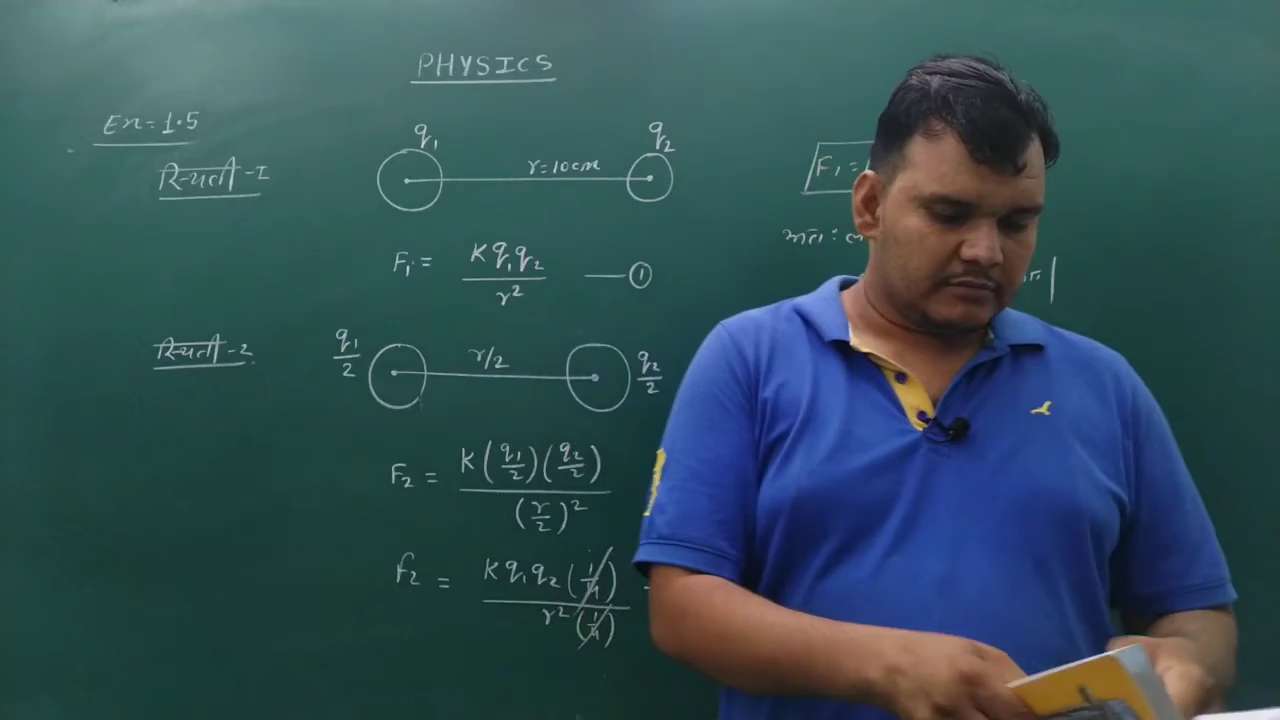 PHYSICS
Ex=1.5
स्थिती-I
q₁
q₂
r=10cm
F₁ =
F₁ = Kq₁q₂/r² —①
स्थिती-2
q₁/2
r/2
q₂/2
F₂ = K(q₁/2)(q₂/2)/(r/2)²
F₂ = Kq₁q₂(1/4)/r²(1/4)